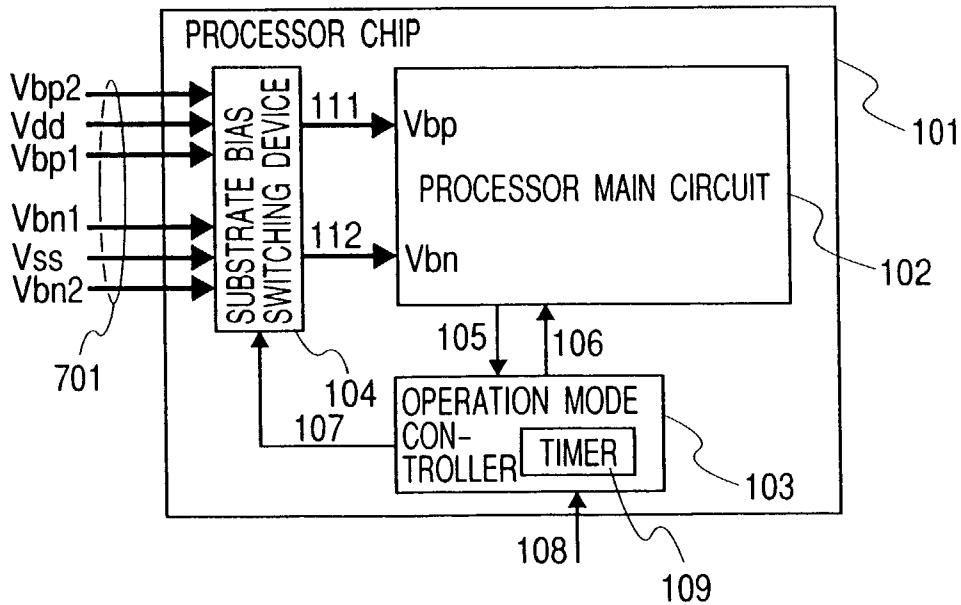 PROCESSOR CHIP
Vbp2
Vdd
Vbp1
Vbn1
Vss
Vbn2
701
SUBSTRATE BIAS
SWITCHING DEVICE
104
111
112
Vbp
PROCESSOR MAIN CIRCUIT
Vbn
101
102
105
106
107
OPERATION MODE
CON-
TROLLER
TIMER
103
108
109